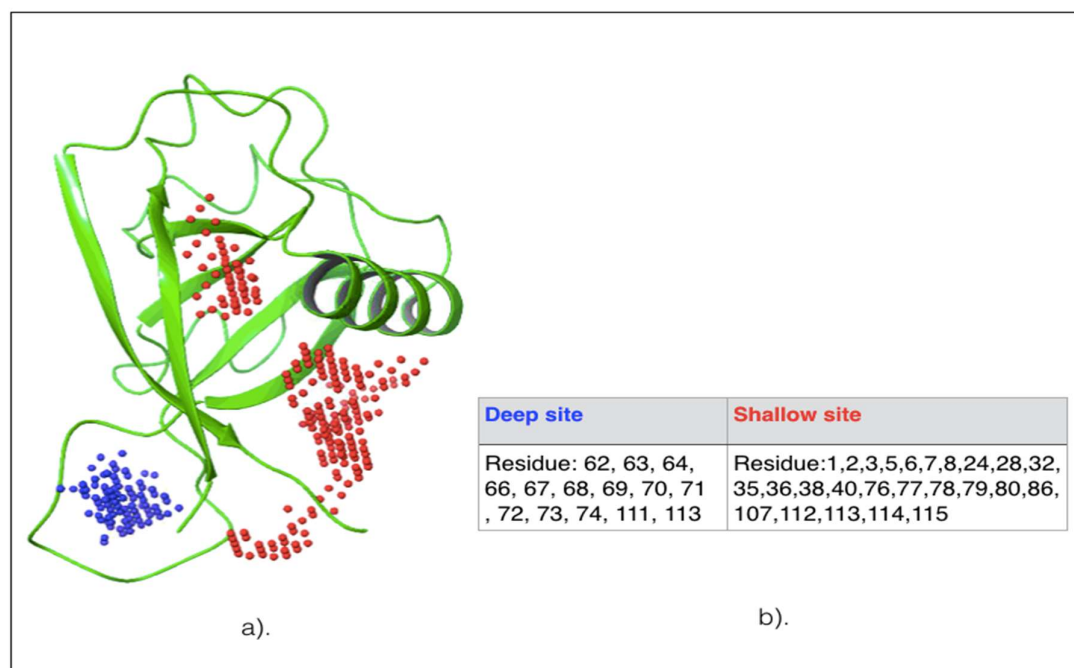 Deep site
Shallow site
Residue: 62, 63, 64,
66, 67, 68, 69, 70, 71
, 72, 73, 74, 111, 113
Residue:1,2,3,5,6,7,8,24,28,32,
35,36,38,40,76,77,78,79,80,86,
107,112,113,114,115
a).
b).